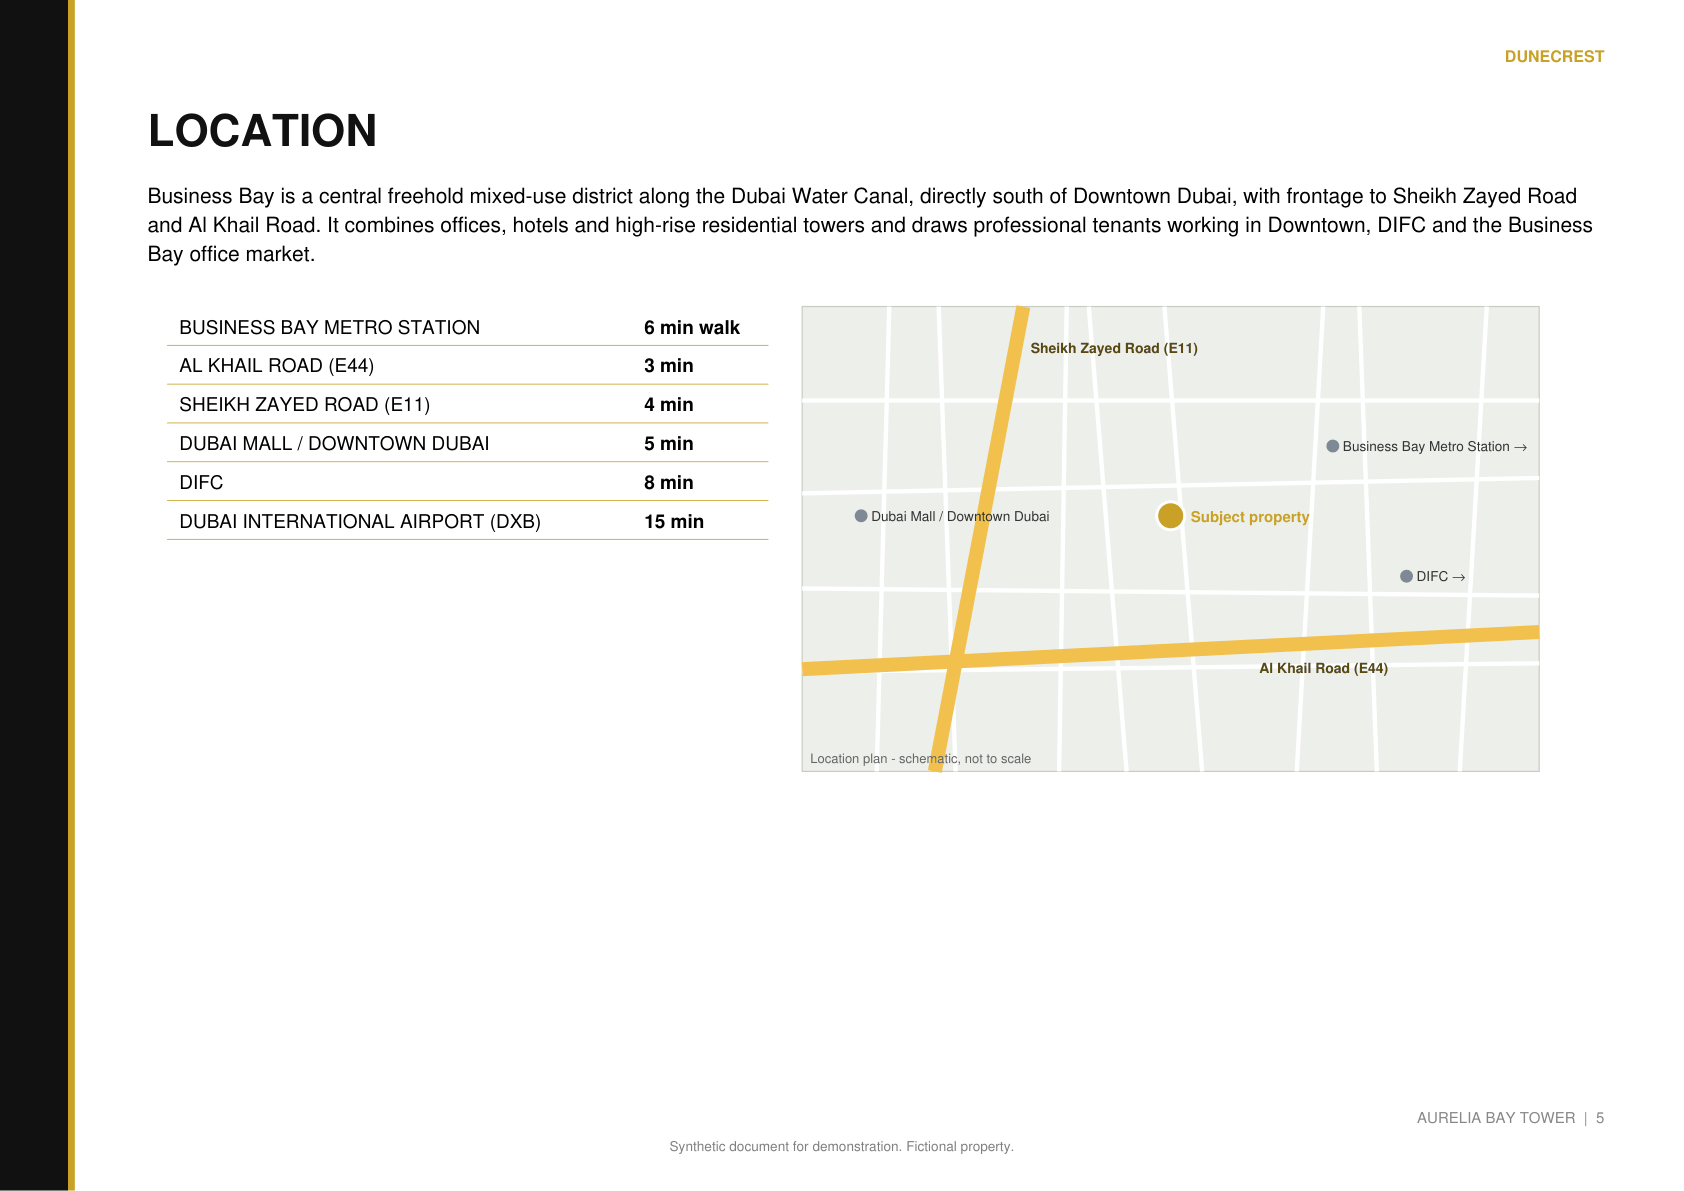 DUNECREST
LOCATION
Business Bay is a central freehold mixed-use district along the Dubai Water Canal, directly south of Downtown Dubai, with frontage to Sheikh Zayed Road
and Al Khail Road. It combines offices, hotels and high-rise residential towers and draws professional tenants working in Downtown, DIFC and the Business
Bay office market.
BUSINESS BAY METRO STATION 6 min walk
AL KHAIL ROAD (E44) 3 min
SHEIKH ZAYED ROAD (E11) 4 min
DUBAI MALL / DOWNTOWN DUBAI 5 min
DIFC 8 min
DUBAI INTERNATIONAL AIRPORT (DXB) 15 min
Sheikh Zayed Road (E11)
Business Bay Metro Station →
Dubai Mall / Downtown Dubai
Subject property
DIFC →
Al Khail Road (E44)
Location plan - schematic, not to scale
AURELIA BAY TOWER | 5
Synthetic document for demonstration. Fictional property.